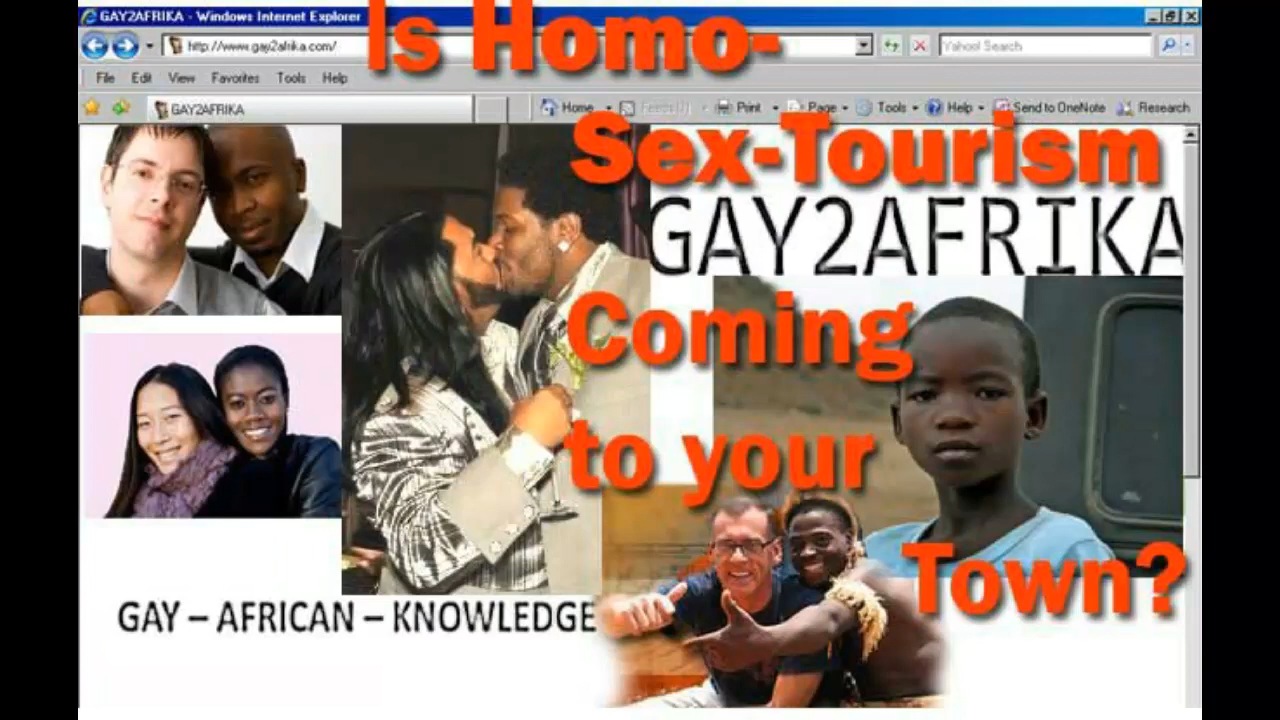 GAY2AFRIKA - Windows Internet Explorer
http://www.gay2afrika.com/
Yahoo! Search
File Edit View Favorites Tools Help
GAY2AFRIKA
Home Feeds (J) Print Page Tools Help Send to OneNote Research
Is Homo-
Sex-Tourism
GAY2AFRIKA
Coming
to your
Town?
GAY – AFRICAN – KNOWLEDGE